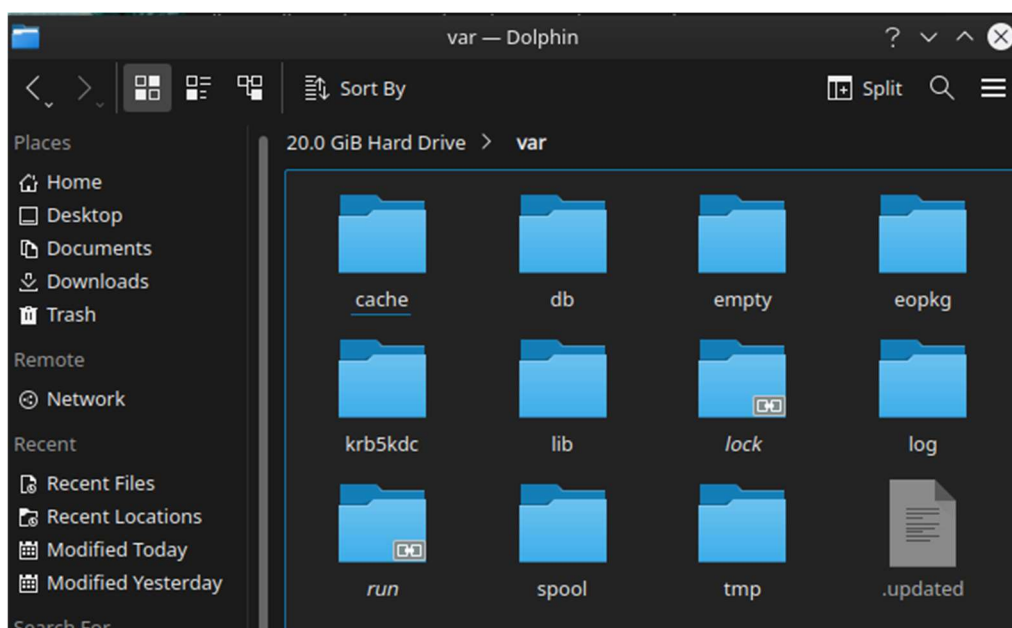 var — Dolphin
Sort By
Split
Places
Home
Desktop
Documents
Downloads
Trash
Remote
Network
Recent
Recent Files
Recent Locations
Modified Today
Modified Yesterday
Search For
20.0 GiB Hard Drive > var
cache db empty eopkg
krb5kdc lib lock log
run spool tmp .updated